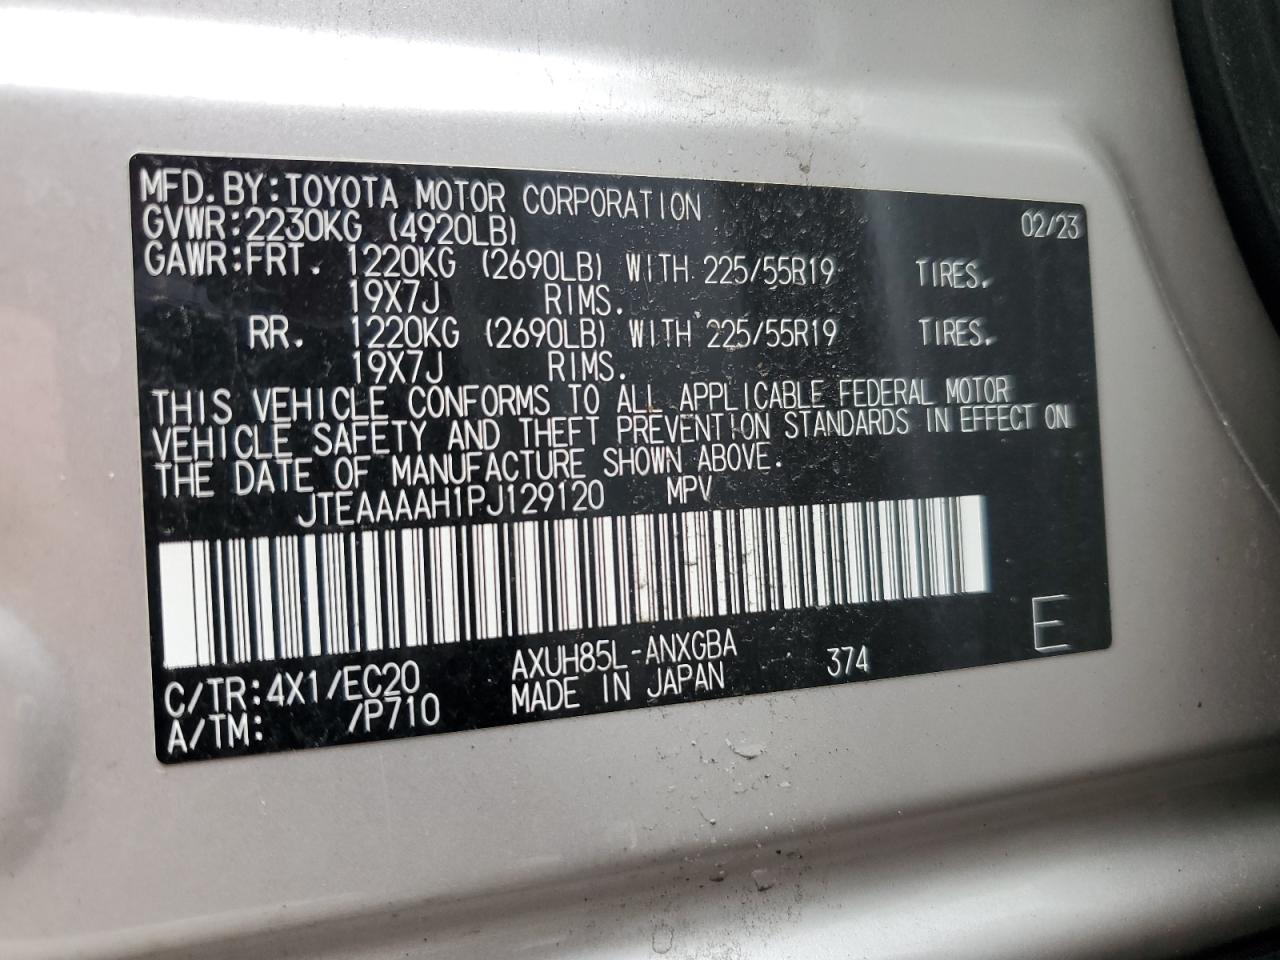 MFD.BY:TOYOTA MOTOR CORPORATION 02/23
GVWR:2230KG (4920LB)
GAWR:FRT. 1220KG (2690LB) WITH 225/55R19 TIRES.
19X7J RIMS.
RR. 1220KG (2690LB) WITH 225/55R19 TIRES.
19X7J RIMS.
THIS VEHICLE CONFORMS TO ALL APPLICABLE FEDERAL MOTOR
VEHICLE SAFETY AND THEFT PREVENTION STANDARDS IN EFFECT ON
THE DATE OF MANUFACTURE SHOWN ABOVE.
JTEAAAAH1PJ129120 MPV
E
C/TR:4X1/EC20 AXUH85L-ANXGBA 374
A/TM: /P710 MADE IN JAPAN